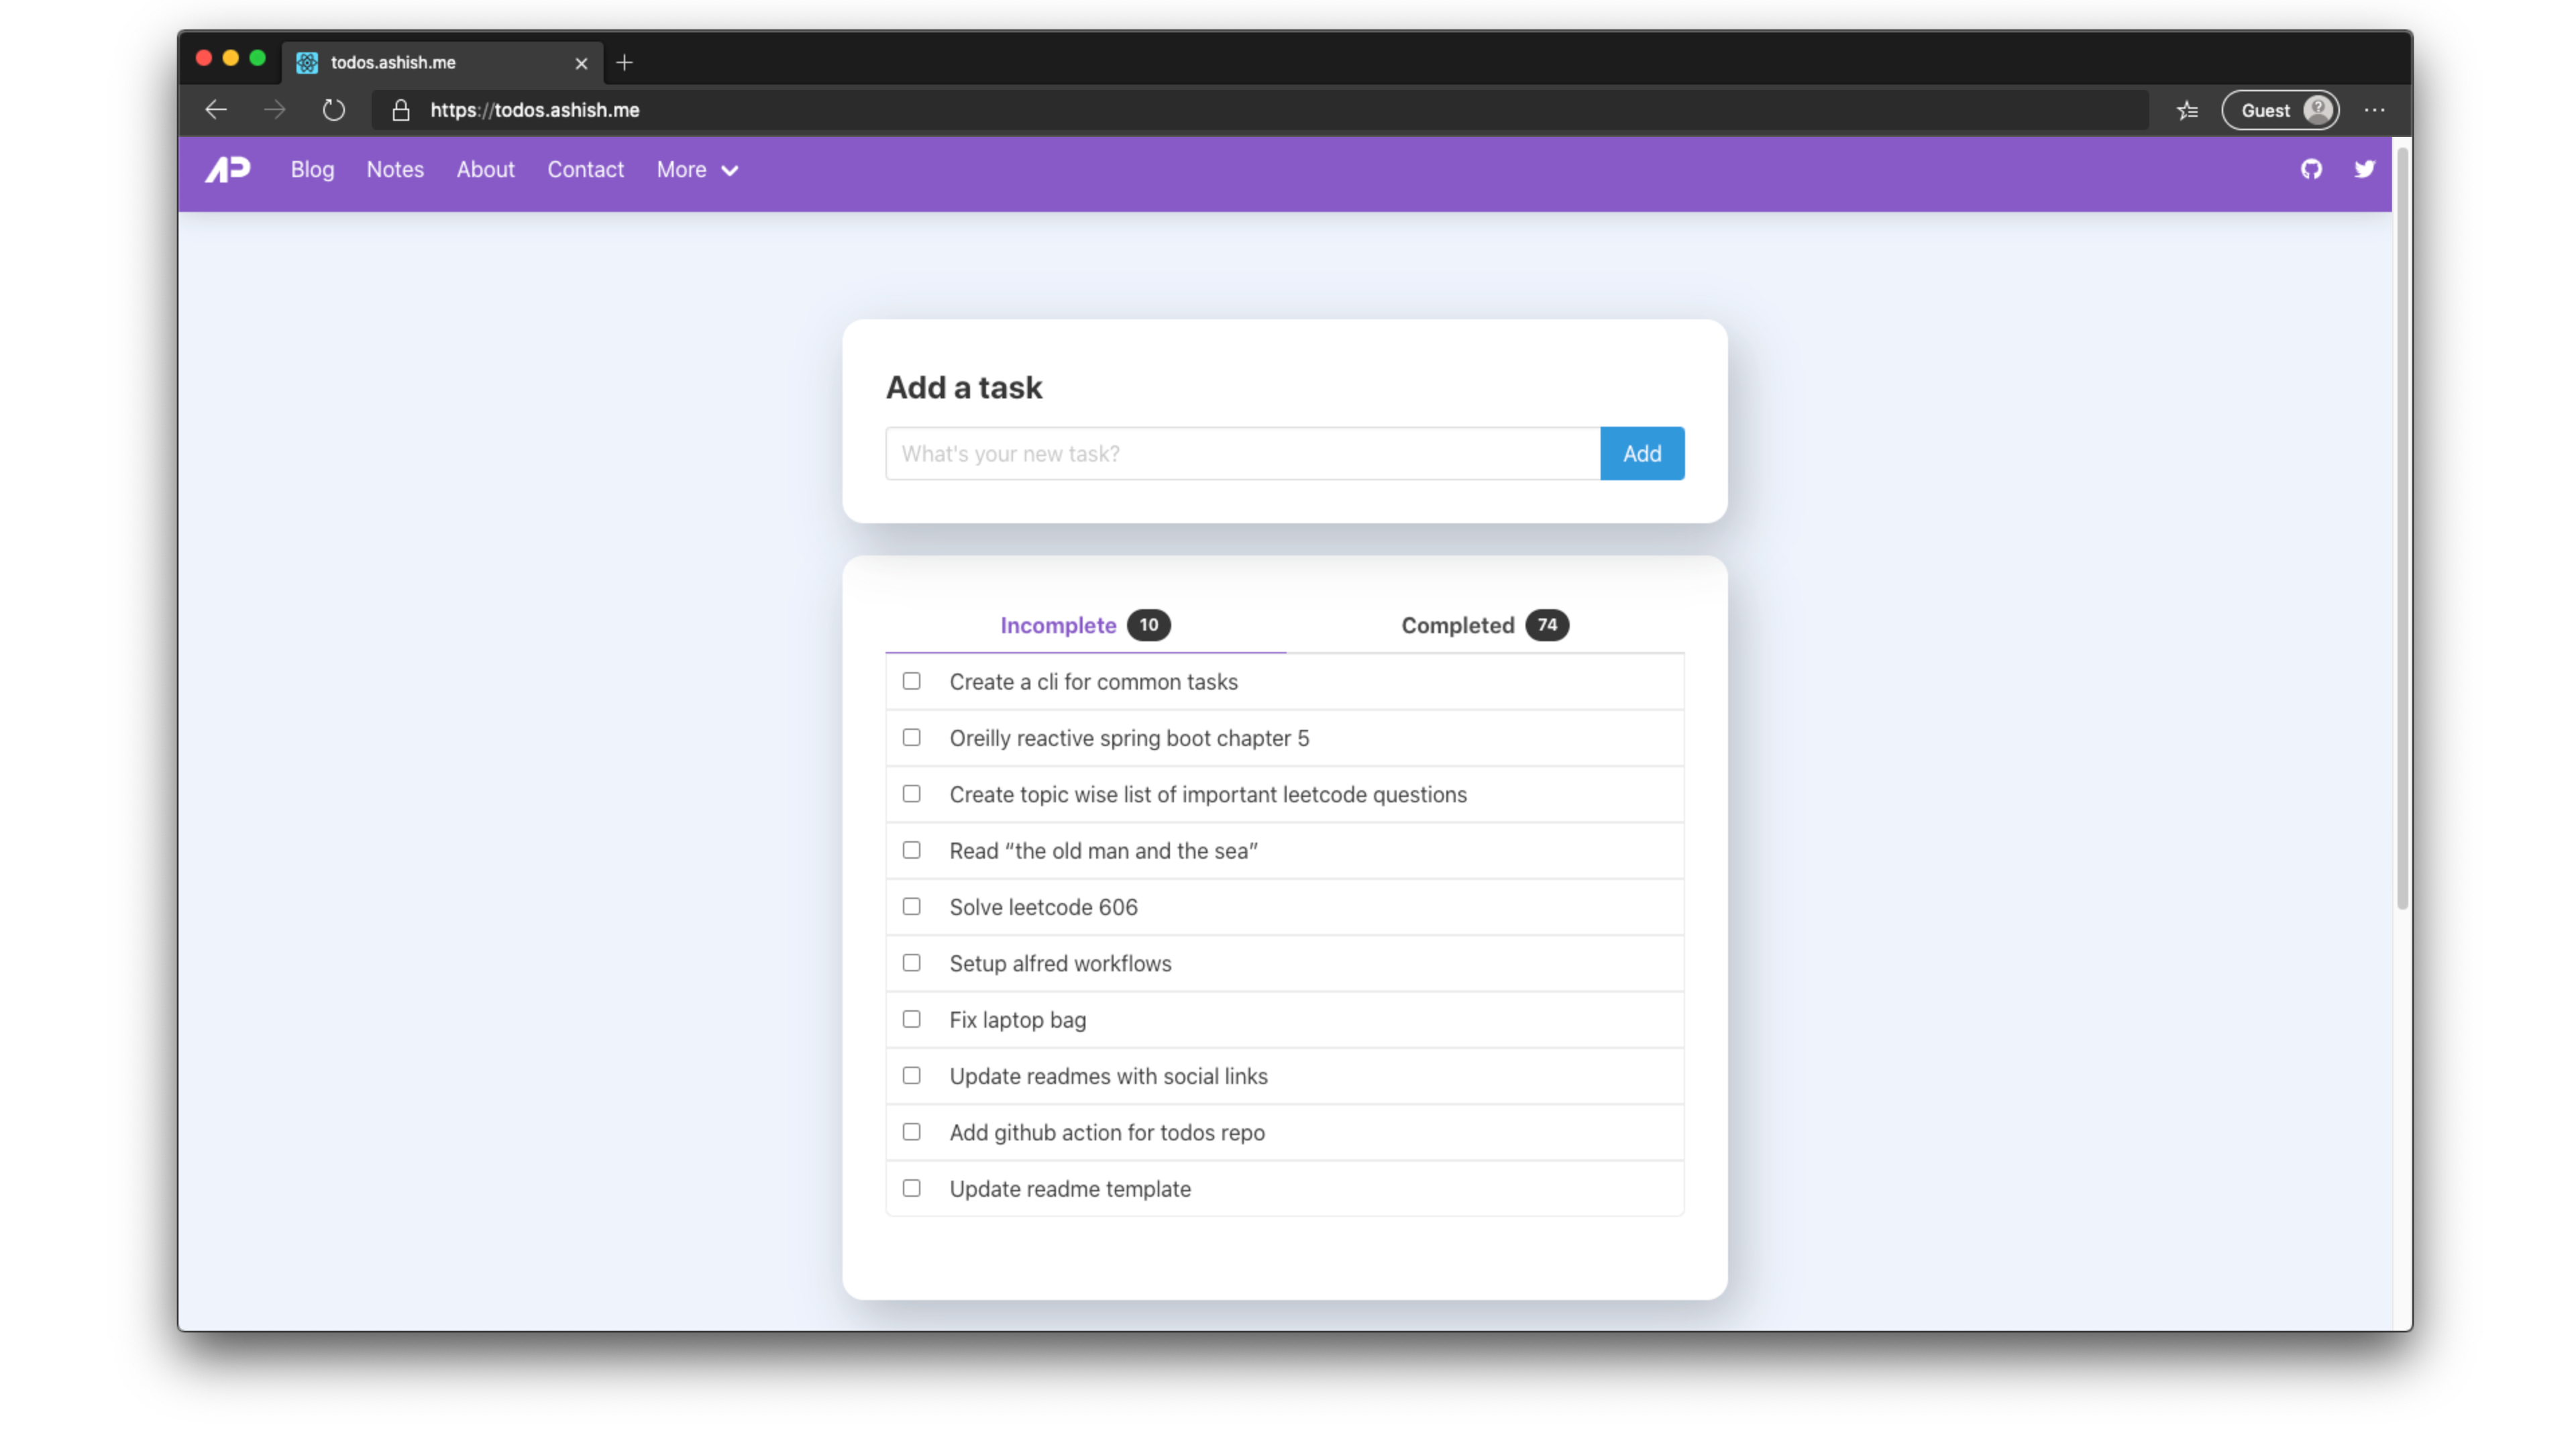 todos.ashish.me
https://todos.ashish.me
Guest
AP Blog Notes About Contact More
Add a task
What's your new task?
Add
Incomplete 10
Completed 74
Create a cli for common tasks
Oreilly reactive spring boot chapter 5
Create topic wise list of important leetcode questions
Read “the old man and the sea”
Solve leetcode 606
Setup alfred workflows
Fix laptop bag
Update readmes with social links
Add github action for todos repo
Update readme template